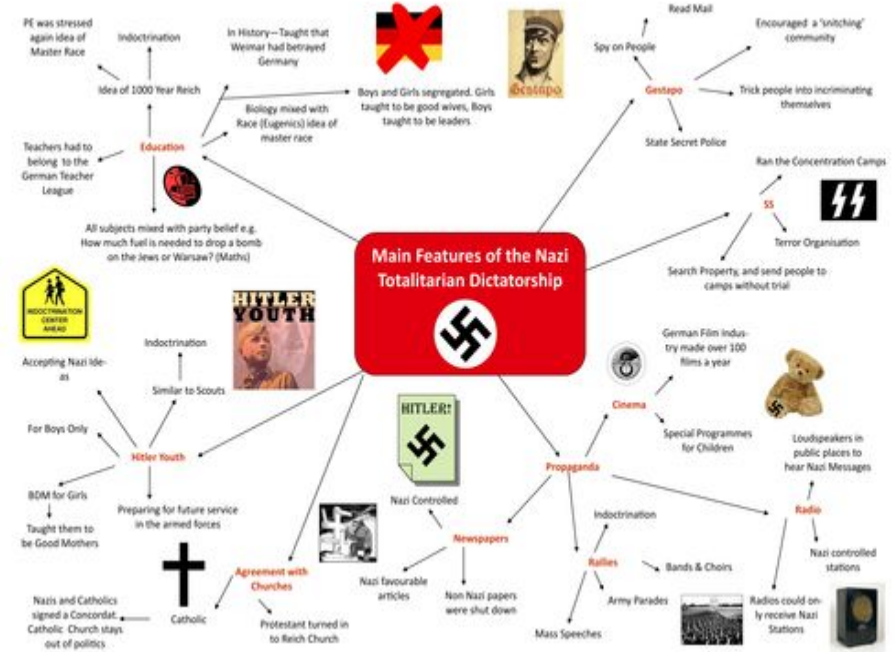 PE was stressed
again idea of
Master Race
Indoctrination
Idea of 1000 Year Reich
In History—Taught that
Weimar had betrayed
Germany
Biology mixed with
Race (Eugenics) idea of
master race
Boys and Girls segregated. Girls
taught to be good wives, Boys
taught to be leaders
Education
Teachers had to
belong to the
German Teacher
League
All subjects mixed with party belief e.g.
How much fuel is needed to drop a bomb
on the Jews or Warsaw? (Maths)
Gestapo
Read Mail
Spy on People
Encouraged a 'snitching'
community
Gestapo
Trick people into incriminating
themselves
State Secret Police
Ran the Concentration Camps
SS
Terror Organisation
Search Property, and send people to
camps without trial
Main Features of the Nazi
Totalitarian Dictatorship
INDOCTRINATION
CENTER
AHEAD
HITLER
YOUTH
Indoctrination
Accepting Nazi Ide-
as
Similar to Scouts
For Boys Only
Hitler Youth
BDM for Girls
Taught them to
be Good Mothers
Preparing for future service
in the armed forces
Agreement with
Churches
Catholic
Nazis and Catholics
signed a Concordat.
Catholic Church stays
out of politics
Protestant turned in
to Reich Church
HITLER!
Nazi Controlled
Newspapers
Nazi favourable
articles
Non Nazi papers
were shut down
Propaganda
German Film Indus-
try made over 100
films a year
Cinema
Special Programmes
for Children
Indoctrination
Rallies
Bands & Choirs
Army Parades
Mass Speeches
Loudspeakers in
public places to
hear Nazi Messages
Radio
Nazi controlled
stations
Radios could on-
ly receive Nazi
Stations